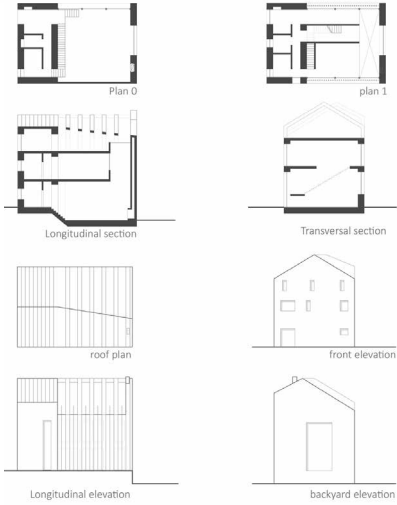 Plan 0
plan 1
Longitudinal section
Transversal section
roof plan
front elevation
Longitudinal elevation
backyard elevation